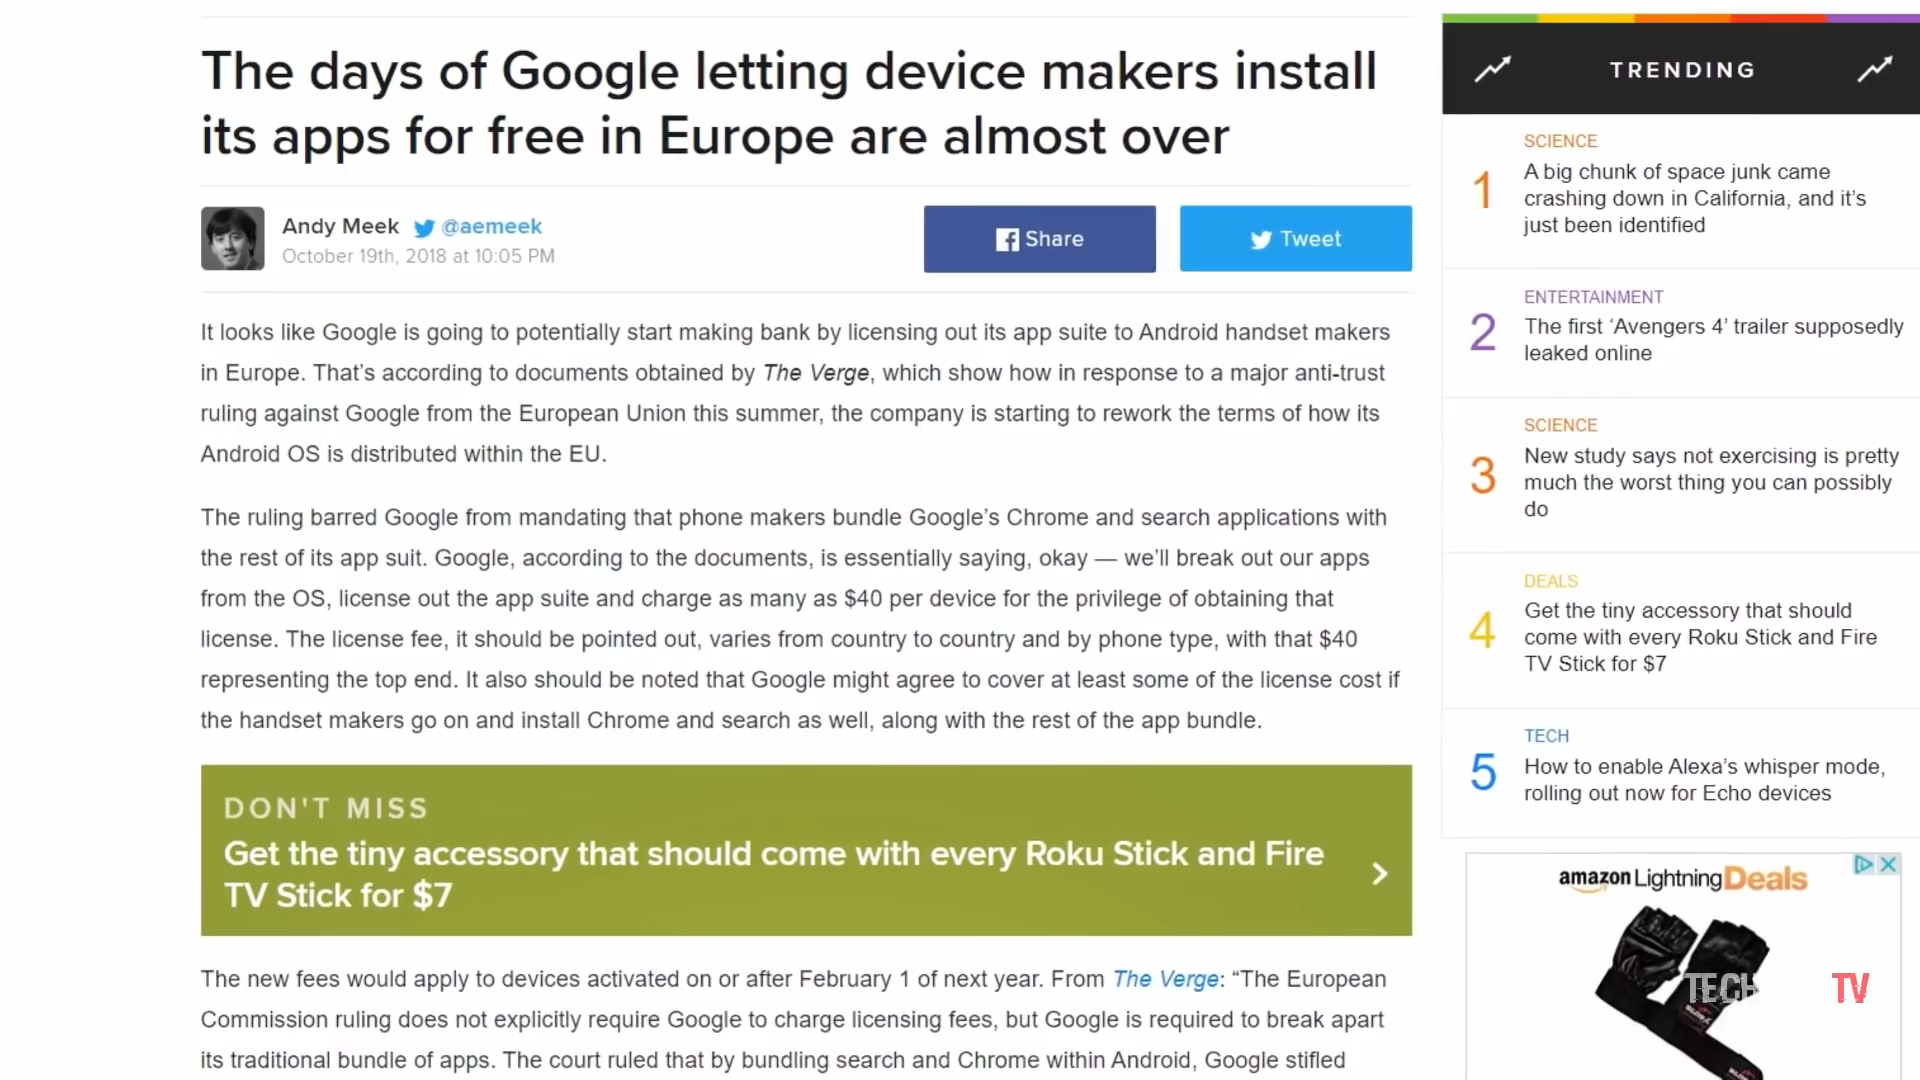 The days of Google letting device makers install
its apps for free in Europe are almost over
Andy Meek @aemeek
October 19th, 2018 at 10:05 PM
Share
Tweet
It looks like Google is going to potentially start making bank by licensing out its app suite to Android handset makers
in Europe. That’s according to documents obtained by The Verge, which show how in response to a major anti-trust
ruling against Google from the European Union this summer, the company is starting to rework the terms of how its
Android OS is distributed within the EU.
The ruling barred Google from mandating that phone makers bundle Google’s Chrome and search applications with
the rest of its app suit. Google, according to the documents, is essentially saying, okay — we’ll break out our apps
from the OS, license out the app suite and charge as many as $40 per device for the privilege of obtaining that
license. The license fee, it should be pointed out, varies from country to country and by phone type, with that $40
representing the top end. It also should be noted that Google might agree to cover at least some of the license cost if
the handset makers go on and install Chrome and search as well, along with the rest of the app bundle.
DON'T MISS
Get the tiny accessory that should come with every Roku Stick and Fire
TV Stick for $7
The new fees would apply to devices activated on or after February 1 of next year. From The Verge: “The European
Commission ruling does not explicitly require Google to charge licensing fees, but Google is required to break apart
its traditional bundle of apps. The court ruled that by bundling search and Chrome within Android, Google stifled
TRENDING
1
SCIENCE
A big chunk of space junk came
crashing down in California, and it’s
just been identified
2
ENTERTAINMENT
The first ‘Avengers 4’ trailer supposedly
leaked online
3
SCIENCE
New study says not exercising is pretty
much the worst thing you can possibly
do
4
DEALS
Get the tiny accessory that should
come with every Roku Stick and Fire
TV Stick for $7
5
TECH
How to enable Alexa’s whisper mode,
rolling out now for Echo devices
amazon Lightning Deals
TECH TV